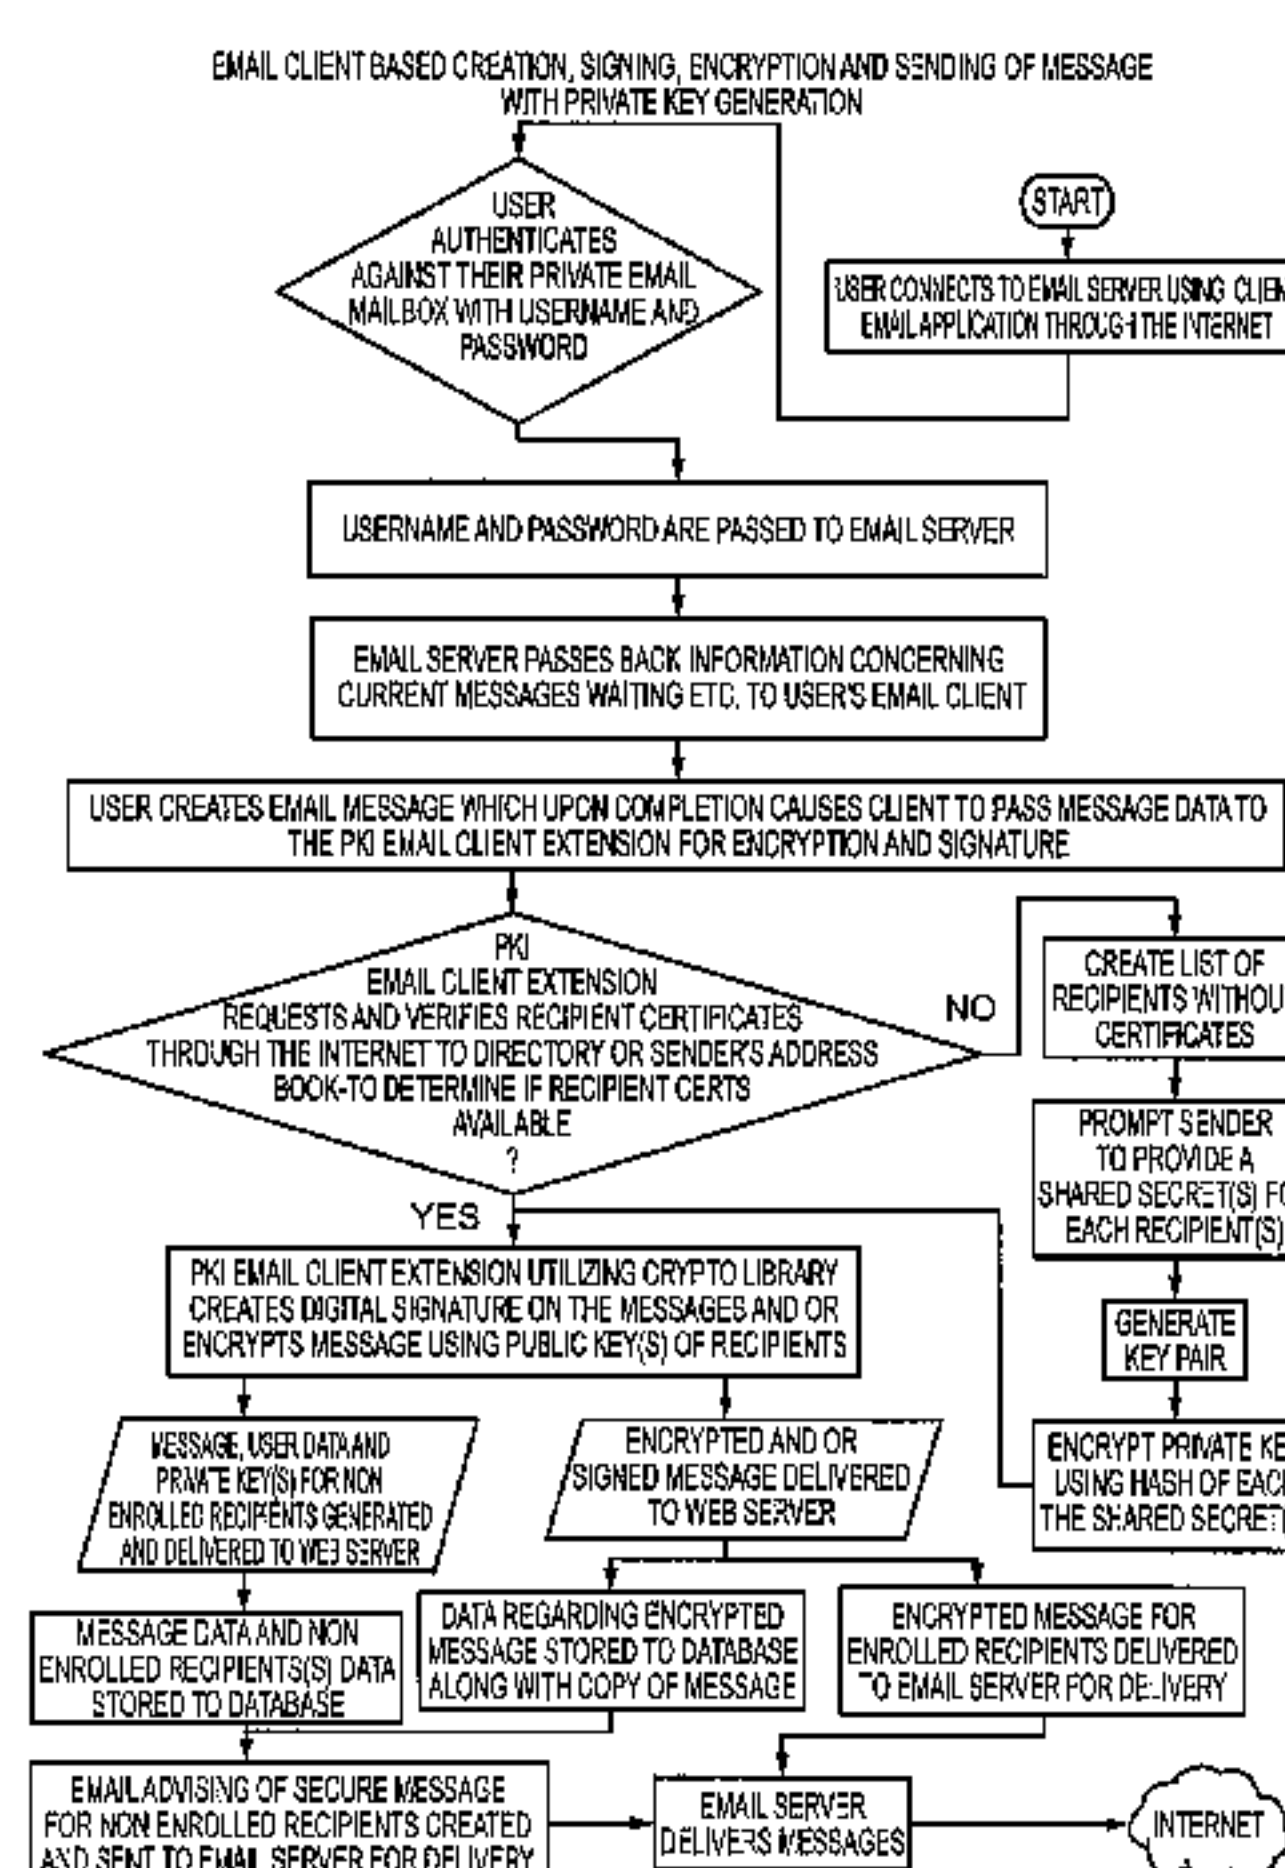 EMAIL CLIENT BASED CREATION, SIGNING, ENCRYPTION AND SENDING OF MESSAGE
WITH PRIVATE KEY GENERATION
START
USER CONNECTS TO EMAIL SERVER USING CLIEN
EMAIL APPLICATION THROUGH THE INTERNET
USER
AUTHENTICATES
AGAINST THEIR PRIVATE EMAIL
MAILBOX WITH USERNAME AND
PASSWORD
USERNAME AND PASSWORD ARE PASSED TO EMAIL SERVER
EMAIL SERVER PASSES BACK INFORMATION CONCERNING
CURRENT MESSAGES WAITING ETC. TO USER'S EMAIL CLIENT
USER CREATES EMAIL MESSAGE WHICH UPON COMPLETION CAUSES CLIENT TO PASS MESSAGE DATA TO
THE PKI EMAIL CLIENT EXTENSION FOR ENCRYPTION AND SIGNATURE
PKI
EMAIL CLIENT EXTENSION
REQUESTS AND VERIFIES RECIPIENT CERTIFICATES
THROUGH THE INTERNET TO DIRECTORY OR SENDER'S ADDRESS
BOOK-TO DETERMINE IF RECIPIENT CERTS
AVAILABLE
?
NO
CREATE LIST OF
RECIPIENTS WITHOU
CERTIFICATES
PROMPT SENDER
TO PROVIDE A
SHARED SECRET(S) FO
EACH RECIPIENT(S)
GENERATE
KEY PAIR
ENCRYPT PRIVATE KE
USING HASH OF EACH
THE SHARED SECRET(
YES
PKI EMAIL CLIENT EXTENSION UTILIZING CRYPTO LIBRARY
CREATES DIGITAL SIGNATURE ON THE MESSAGES AND OR
ENCRYPTS MESSAGE USING PUBLIC KEY(S) OF RECIPIENTS
MESSAGE, USER DATA AND
PRIVATE KEY(S) FOR NON
ENROLLED RECIPIENTS GENERATED
AND DELIVERED TO WEB SERVER
ENCRYPTED AND OR
SIGNED MESSAGE DELIVERED
TO WEB SERVER
MESSAGE DATA AND NON
ENROLLED RECIPIENTS(S) DATA
STORED TO DATABASE
DATA REGARDING ENCRYPTED
MESSAGE STORED TO DATABASE
ALONG WITH COPY OF MESSAGE
ENCRYPTED MESSAGE FOR
ENROLLED RECIPIENTS DELIVERED
TO EMAIL SERVER FOR DELIVERY
EMAIL ADVISING OF SECURE MESSAGE
FOR NON ENROLLED RECIPIENTS CREATED
AND SENT TO EMAIL SERVER FOR DELIVERY
EMAIL SERVER
DELIVERS MESSAGES
INTERNET